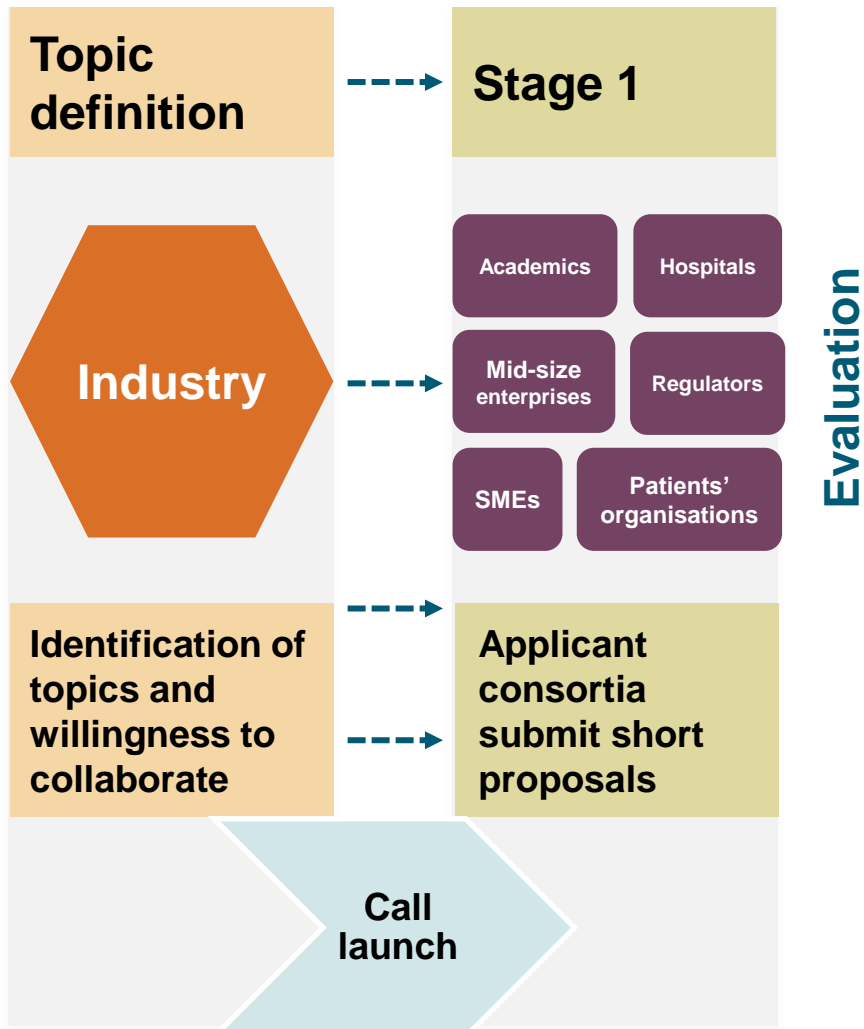 Topic
definition
Stage 1
Industry
Academics
Hospitals
Mid-size
enterprises
Regulators
SMEs
Patients’
organisations
Evaluation
Identification of
topics and
willingness to
collaborate
Applicant
consortia
submit short
proposals
Call
launch